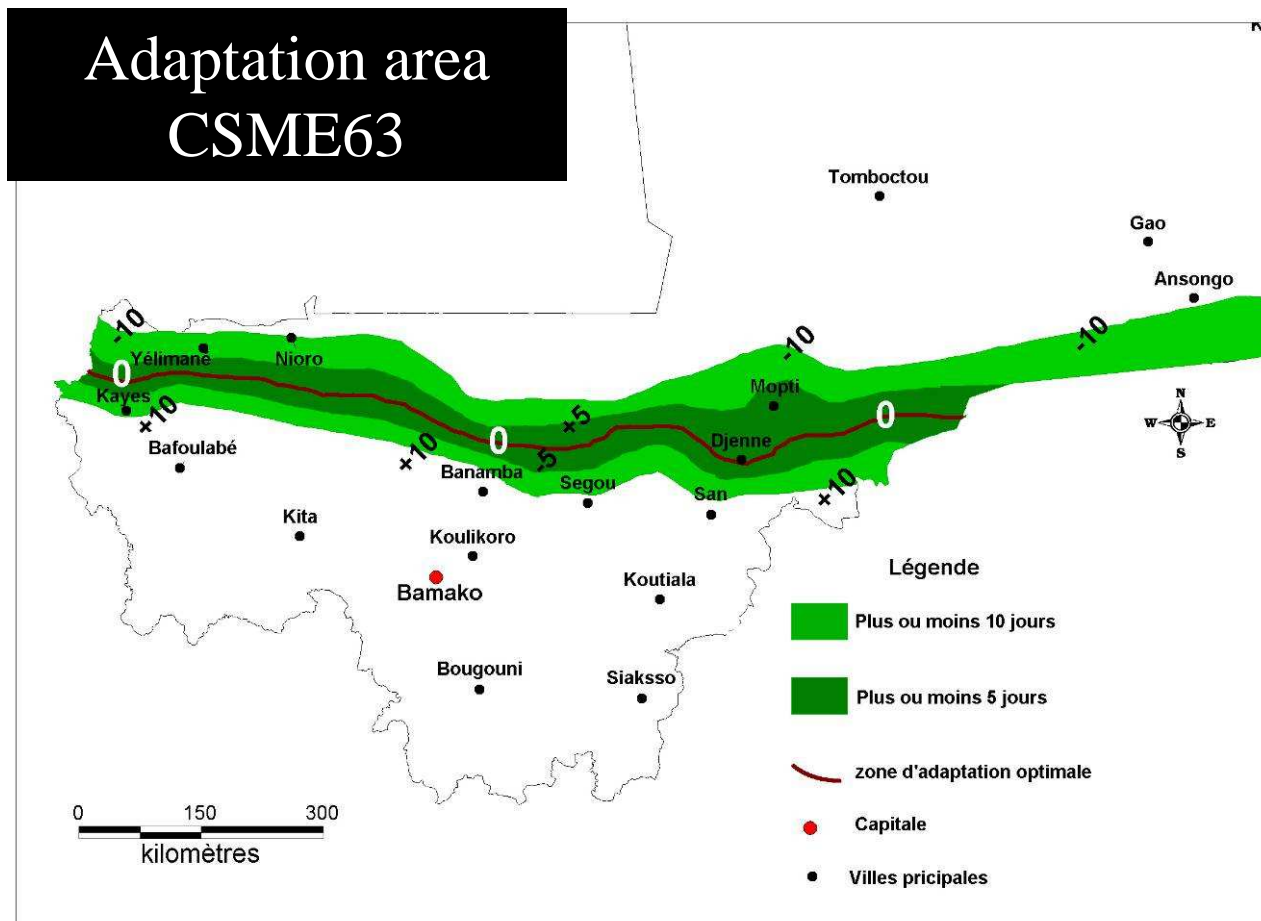 Adaptation area
CSME63
Tomboctou
Gao
Ansongo
-10
-10
-10
Yélimané
Nioro
0
Kayes
+10
Mopti
+5
0
0
Djenne
-5
+10
Bafoulabé
Banamba
Segou
San
+10
Kita
Koulikoro
Bamako
Koutiala
Bougouni
Siaksso
N
W
E
S
Légende
Plus ou moins 10 jours
Plus ou moins 5 jours
zone d'adaptation optimale
Capitale
Villes pricipales
0
150
300
kilomètres